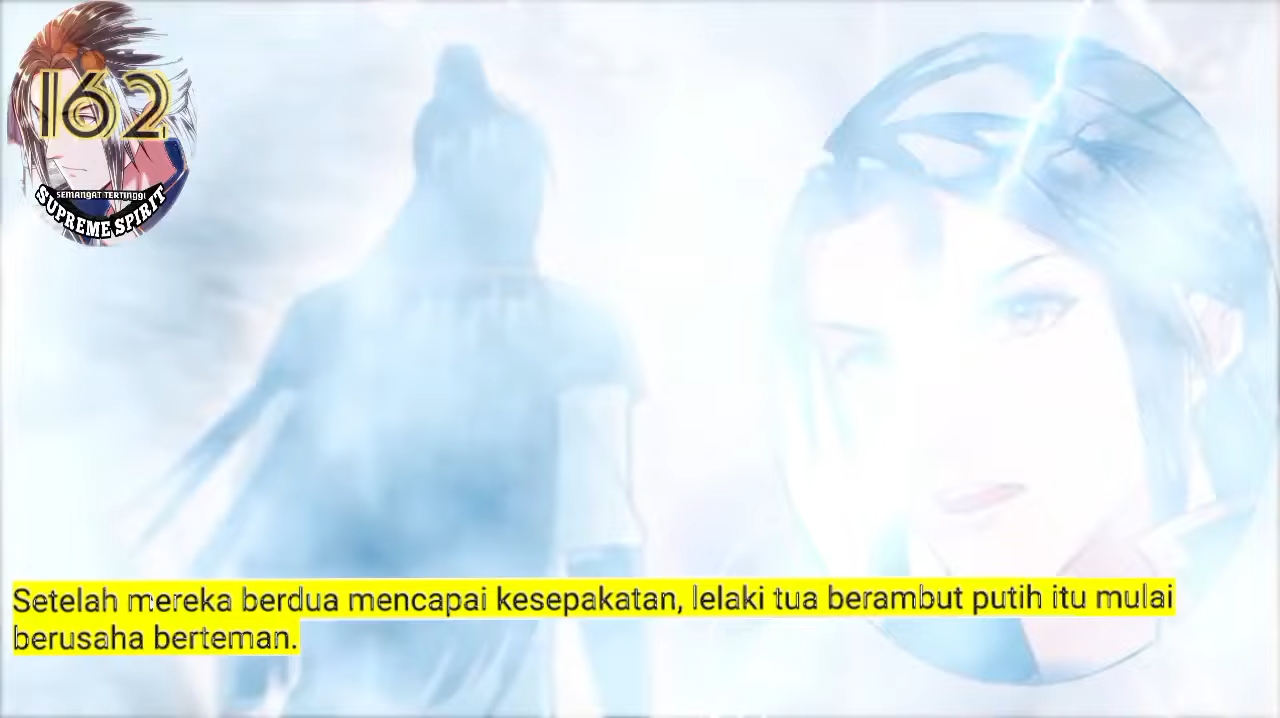 162
SEMANGAT TERTINGGI
SUPREME SPIRIT
Setelah mereka berdua mencapai kesepakatan, lelaki tua berambut putih itu mulai
berusaha berteman.